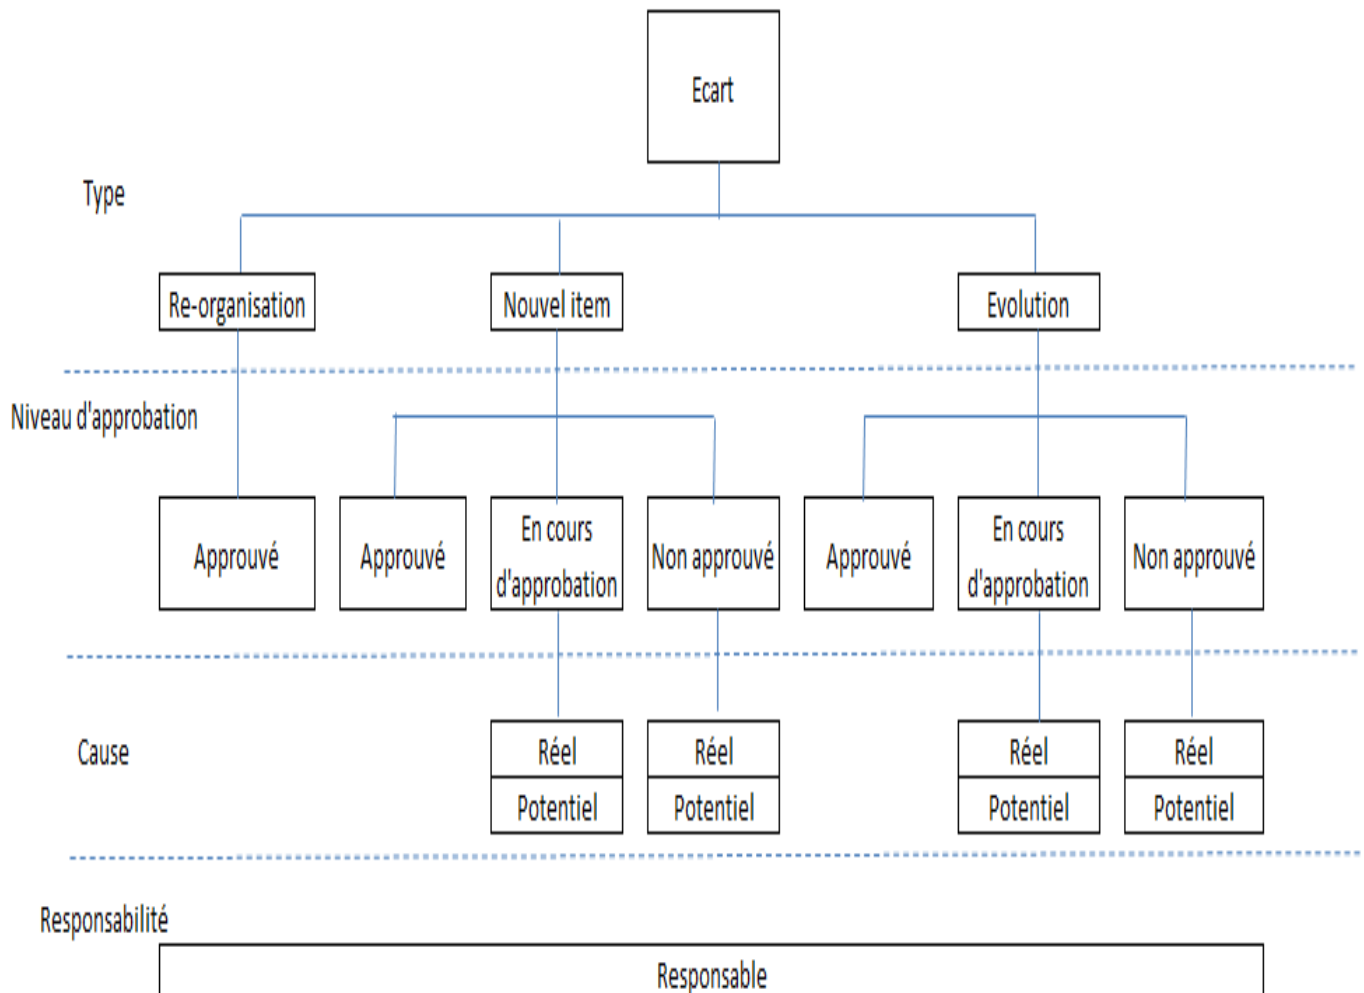 Ecart
Type
Re-organisation
Nouvel item
Evolution
Niveau d'approbation
Approuvé
Approuvé
En cours
d'approbation
Non approuvé
Approuvé
En cours
d'approbation
Non approuvé
Cause
Réel
Réel
Réel
Réel
Potentiel
Potentiel
Potentiel
Potentiel
Responsabilité
Responsable